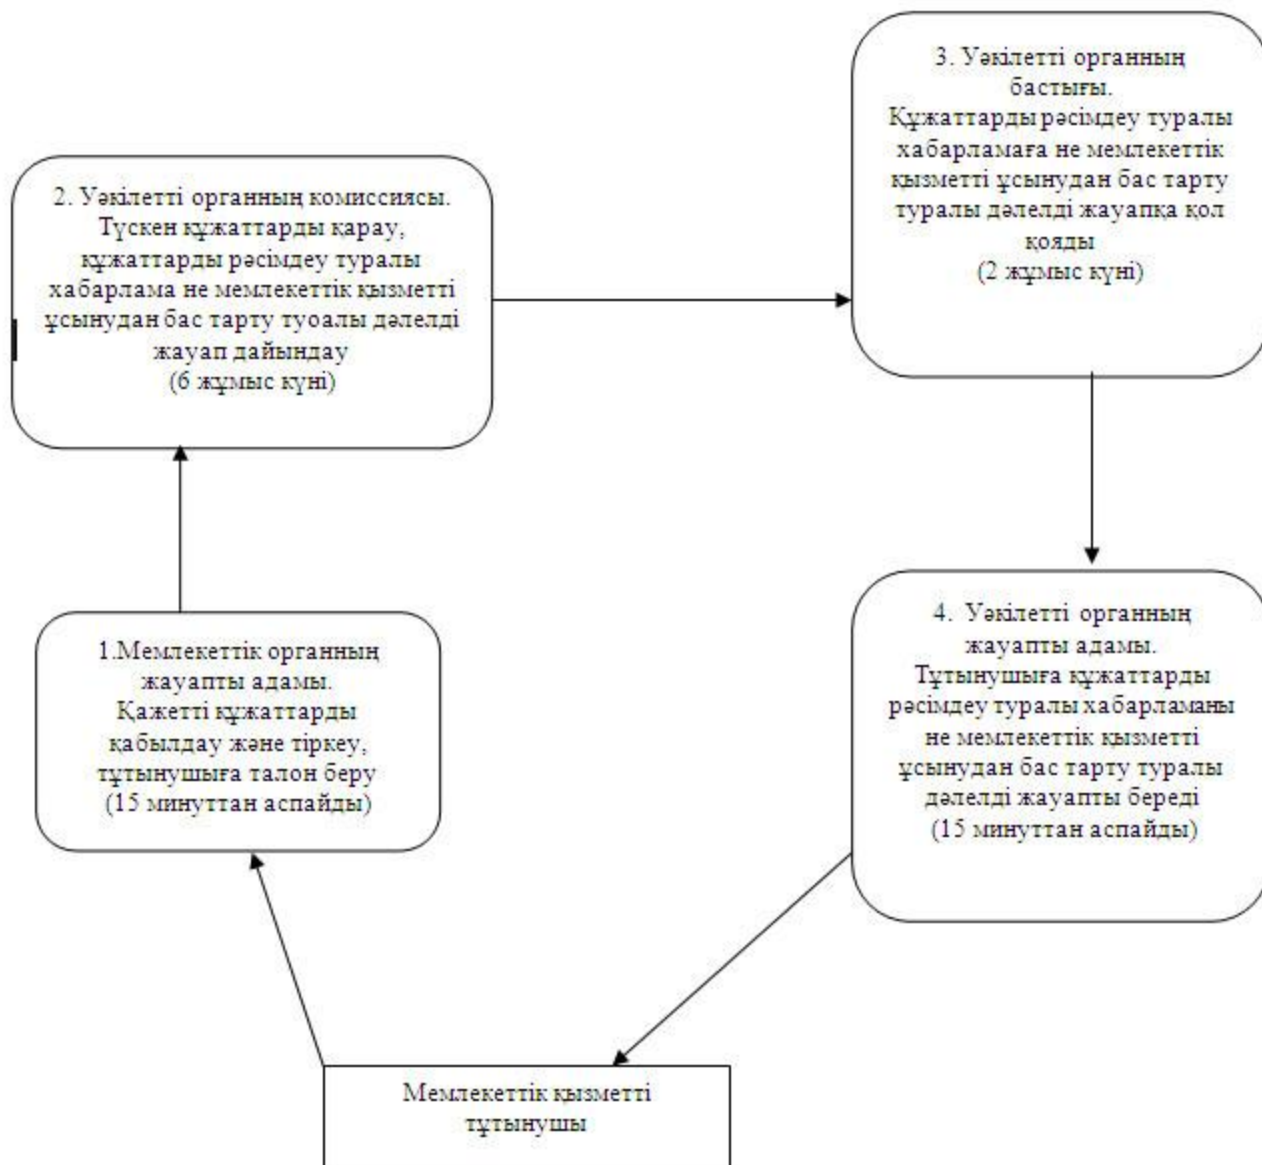 3. Уәкілетті органның
бастығы.
Құжаттарды рәсімдеу туралы
хабарламаға не мемлекеттік
қызметті ұсынудан бас тарту
туралы дәлелді жауапқа қол
қояды
(2 жұмыс күні)
2. Уәкілетті органның комиссиясы.
Түскен құжаттарды қарау,
құжаттарды рәсімдеу туралы
хабарлама не мемлекеттік қызметті
ұсынудан бас тарту туоалы дәлелді
жауап дайындау
(6 жұмыс күні)
1.Мемлекеттік органның
жауапты адамы.
Қажетті құжаттарды
қабылдау және тіркеу,
тұтынушыға талон беру
(15 минуттан аспайды)
4. Уәкілетті органның
жауапты адамы.
Тұтынушыға құжаттарды
рәсімдеу туралы хабарламаны
не мемлекеттік қызметті
ұсынудан бас тарту туралы
дәлелді жауапты береді
(15 минуттан аспайды)
Мемлекеттік қызметті
тұтынушы